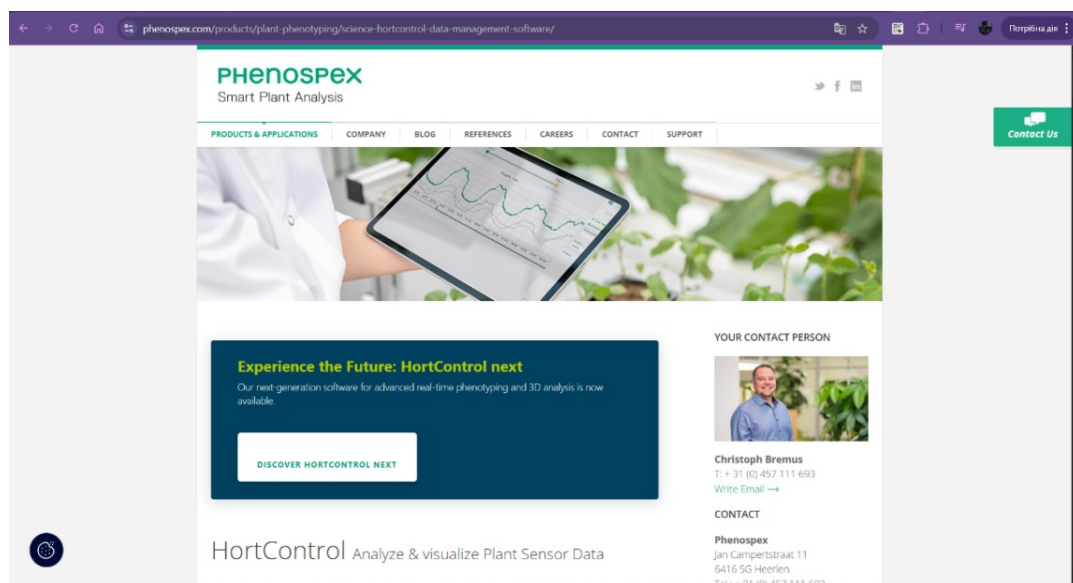 phenospex.com/products/plant-phenotyping/science-hortcontrol-data-management-software/
Потрібна дія
PHENOSPEX
Smart Plant Analysis
Contact Us
PRODUCTS & APPLICATIONS COMPANY BLOG REFERENCES CAREERS CONTACT SUPPORT
YOUR CONTACT PERSON
Experience the Future: HortControl next
Our next-generation software for advanced real-time phenotyping and 3D analysis is now
available.
DISCOVER HORTCONTROL NEXT
Christoph Bremus
T: + 31 (0) 457 111 693
Write Email →
CONTACT
Phenospex
Jan Campertstraat 11
6416 SG Heerlen
HortControl Analyze & visualize Plant Sensor Data